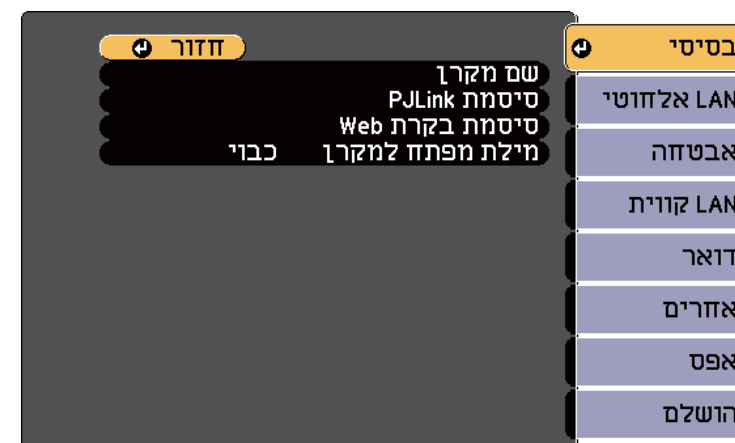 בסיסי
LAN אלחוטי
אבטחה
LAN קווית
דואר
אחרים
אפס
הושלם
חזור
שם מקרן
סיסמת PJLink
סיסמת בקרת Web
מילת מפתח למקרן כבוי